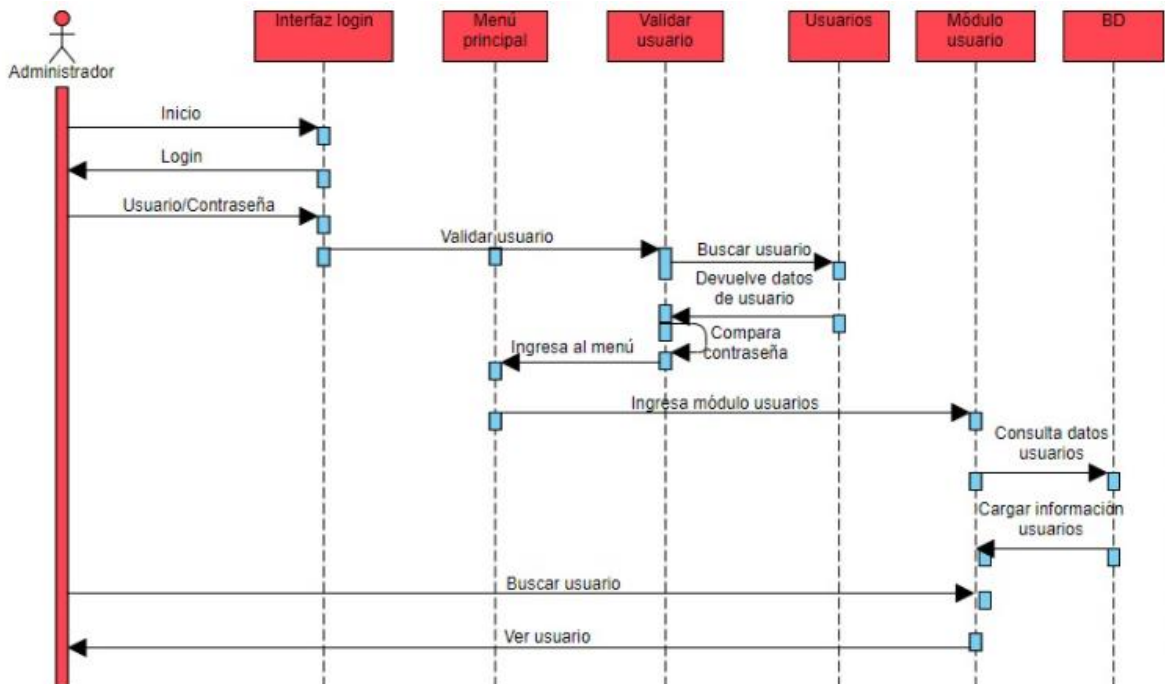 Interfaz login
Menú
principal
Validar
usuario
Usuarios
Módulo
usuario
BD
Administrador
Inicio
Login
Usuario/Contraseña
Validar usuario
Buscar usuario
Devuelve datos
de usuario
Compara
contraseña
Ingresa al menú
Ingresa módulo usuarios
Consulta datos
usuarios
Cargar información
usuarios
Buscar usuario
Ver usuario